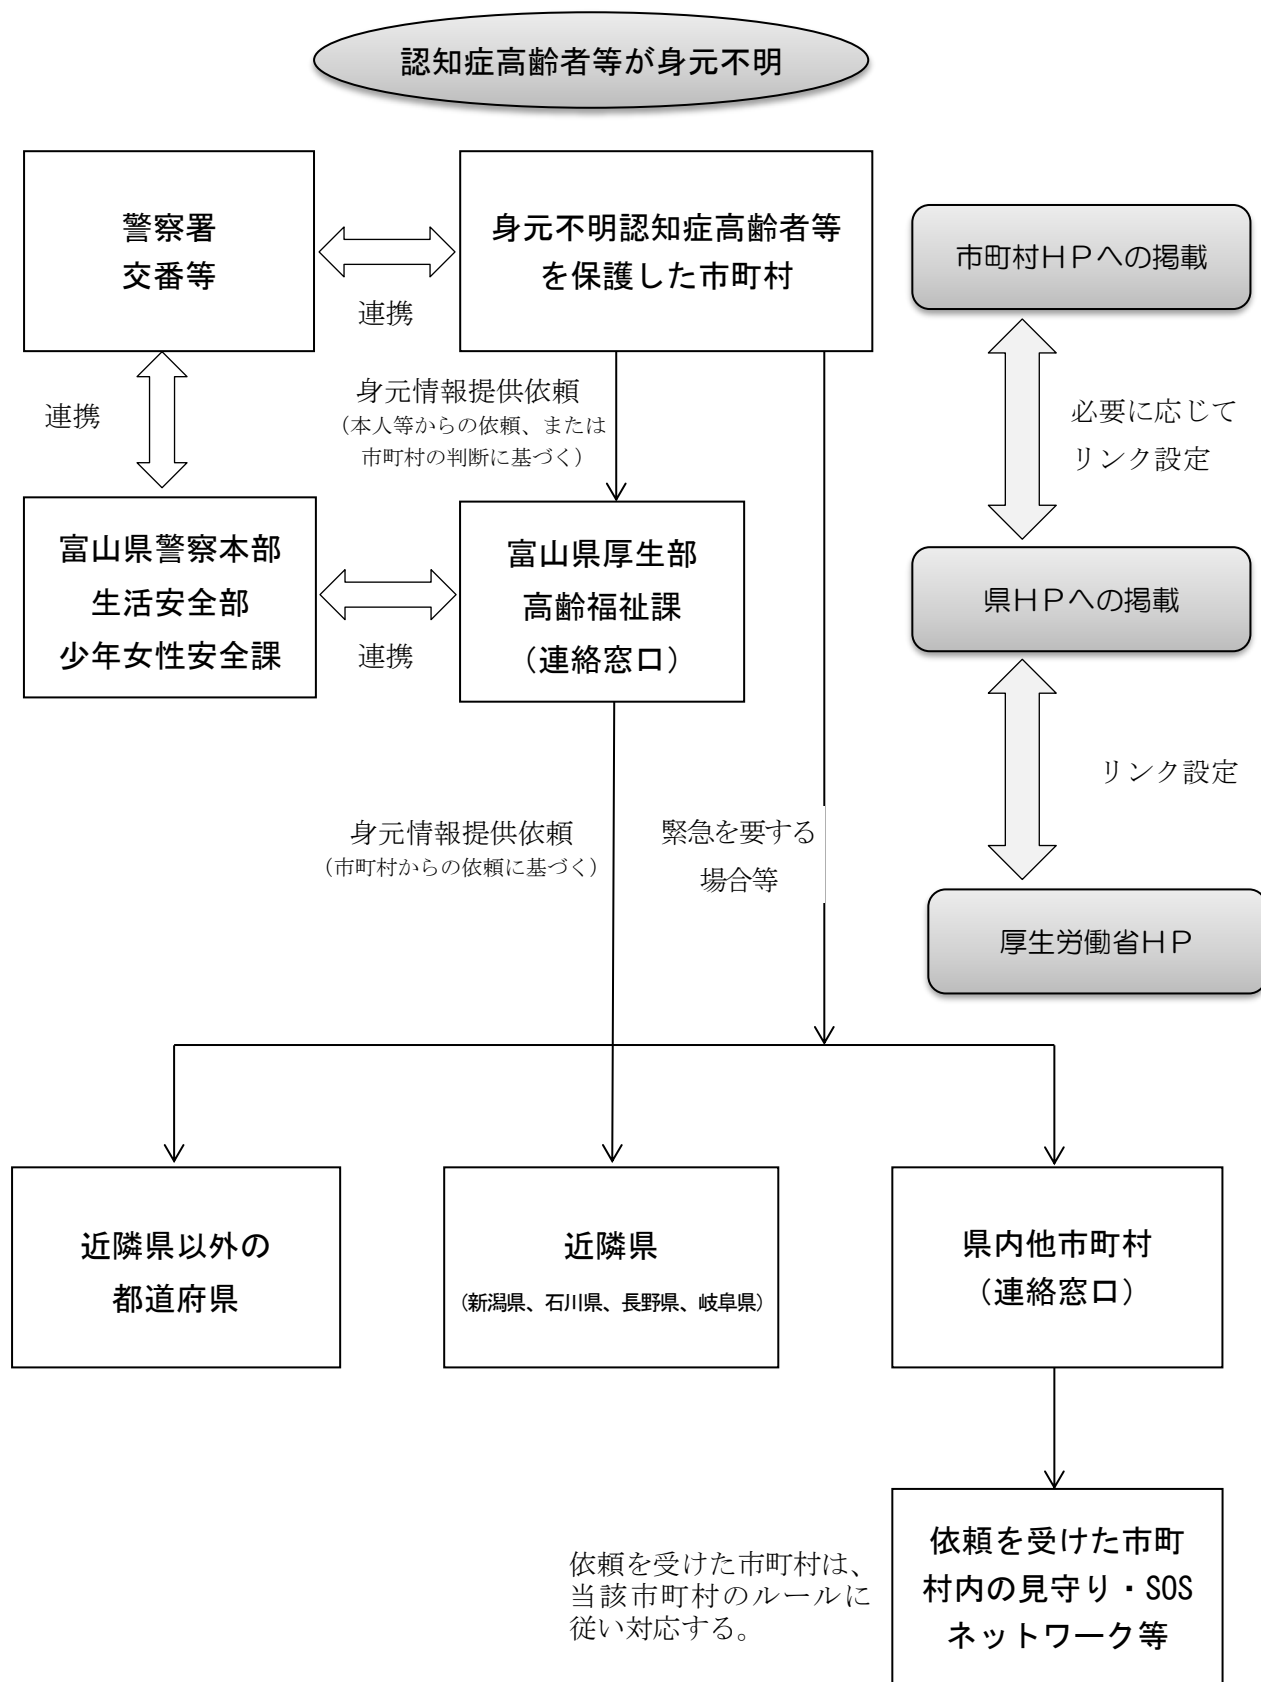 認知症高齢者等が身元不明
警察署
交番等
連携
身元不明認知症高齢者等
を保護した市町村
市町村ＨＰへの掲載
連携
身元情報提供依頼
（本人等からの依頼、または
市町村の判断に基づく）
必要に応じて
リンク設定
富山県警察本部
生活安全部
少年女性安全課
連携
富山県厚生部
高齢福祉課
（連絡窓口）
県ＨＰへの掲載
リンク設定
身元情報提供依頼
（市町村からの依頼に基づく）
緊急を要する
場合等
厚生労働省ＨＰ
近隣県以外の
都道府県
近隣県
（新潟県、石川県、長野県、岐阜県）
県内他市町村
（連絡窓口）
依頼を受けた市町村は、
当該市町村のルールに
従い対応する。
依頼を受けた市町
村内の見守り・SOS
ネットワーク等